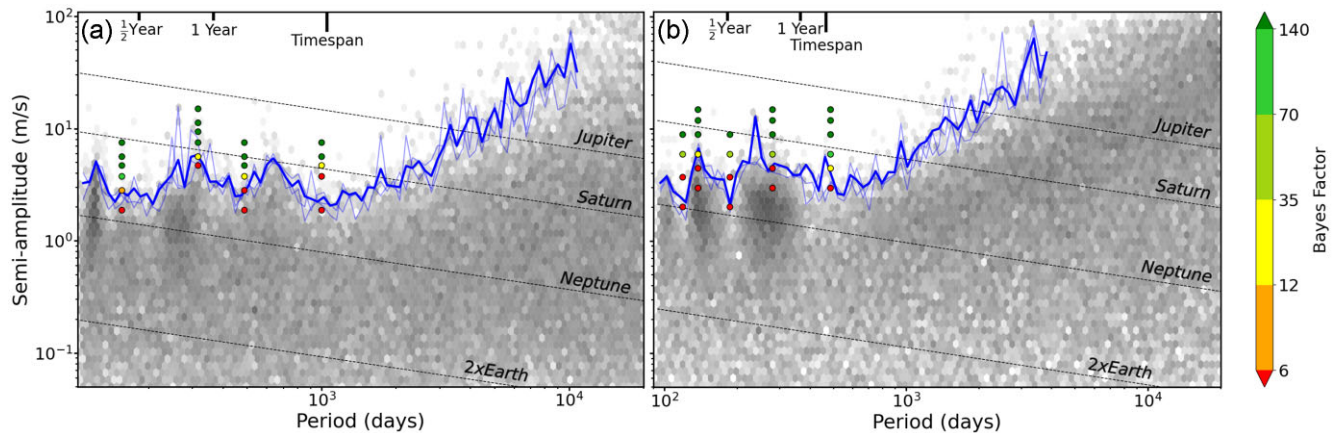 (a)
½Year
1 Year
Timespan
Jupiter
Saturn
Neptune
2xEarth
Semi-amplitude (m/s)
10²
10¹
10⁰
10⁻¹
10³
10⁴
Period (days)
(b)
½Year
1 Year
Timespan
Jupiter
Saturn
Neptune
2xEarth
10²
10³
10⁴
Period (days)
140
70
35
12
6
Bayes Factor